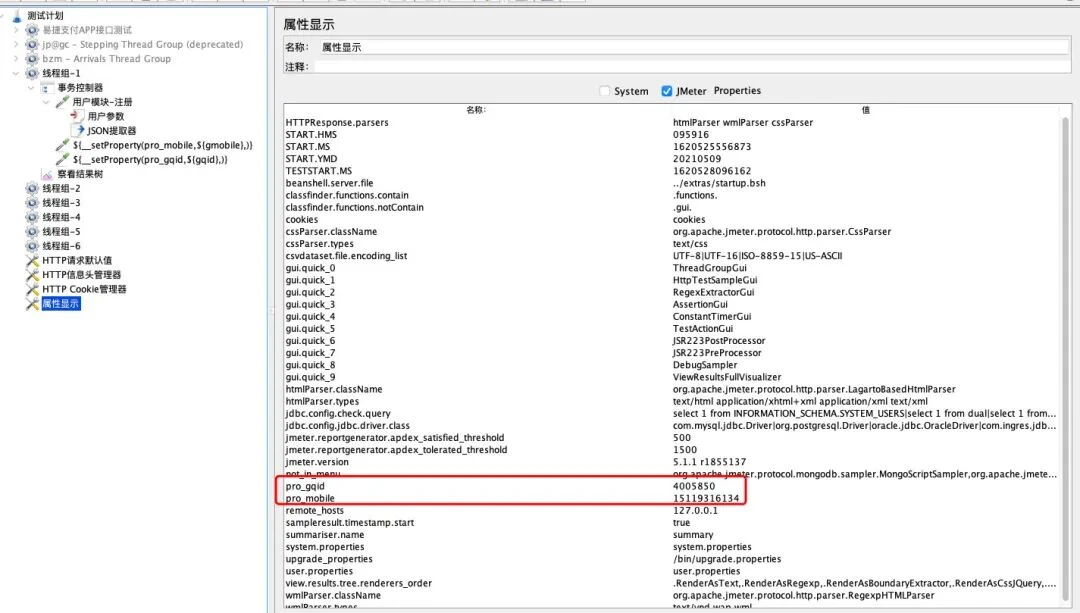 测试计划
易捷支付APP接口测试
jp@gc - Stepping Thread Group (deprecated)
bzm - Arrivals Thread Group
线程组-1
事务控制器
用户模块-注册
用户参数
JSON提取器
${__setProperty(pro_mobile,${gmobile},)}
${__setProperty(pro_gqid,${gqid},)}
察看结果树
线程组-2
线程组-3
线程组-4
线程组-5
线程组-6
HTTP请求默认值
HTTP信息头管理器
HTTP Cookie管理器
属性显示
属性显示
名称: 属性显示
注释:
System JMeter Properties
名称: 值
HTTPResponse.parsers htmlParser wmlParser cssParser
START.HMS 095916
START.MS 1620525556873
START.YMD 20210509
TESTSTART.MS 1620528096162
beanshell.server.file ../extras/startup.bsh
classfinder.functions.contain .functions.
classfinder.functions.notContain .gui.
cookies cookies
cssParser.className org.apache.jmeter.protocol.http.parser.CssParser
cssParser.types text/css
csvdataset.file.encoding_list UTF-8|UTF-16|ISO-8859-15|US-ASCII
gui.quick_0 ThreadGroupGui
gui.quick_1 HttpTestSampleGui
gui.quick_2 RegexExtractorGui
gui.quick_3 AssertionGui
gui.quick_4 ConstantTimerGui
gui.quick_5 TestActionGui
gui.quick_6 JSR223PostProcessor
gui.quick_7 JSR223PreProcessor
gui.quick_8 DebugSampler
gui.quick_9 ViewResultsFullVisualizer
htmlParser.className org.apache.jmeter.protocol.http.parser.LagartoBasedHtmlParser
htmlParser.types text/html application/xhtml+xml application/xml text/xml
jdbc.config.check.query select 1 from INFORMATION_SCHEMA.SYSTEM_USERS|select 1 from dual|select 1 from...
jdbc.config.jdbc.driver.class com.mysql.jdbc.Driver|org.postgresql.Driver|oracle.jdbc.OracleDriver|com.ingres.jdb...
jmeter.reportgenerator.apdex_satisfied_threshold 500
jmeter.reportgenerator.apdex_tolerated_threshold 1500
jmeter.version 5.1.1 r1855137
not_in_menu org.apache.jmeter.protocol.mongodb.sampler.MongoScriptSampler,org.apache.jmete...
pro_gqid 4005850
pro_mobile 15119316134
remote_hosts 127.0.0.1
sampleresult.timestamp.start true
summariser.name summary
system.properties system.properties
upgrade_properties /bin/upgrade.properties
user.properties user.properties
view.results.tree.renderers_order .RenderAsText,.RenderAsRegexp,.RenderAsBoundaryExtractor,.RenderAsCssJQuery,....
wmlParser.className org.apache.jmeter.protocol.http.parser.RegexpHTMLParser
wmlParser.types text/vnd.wap.wml